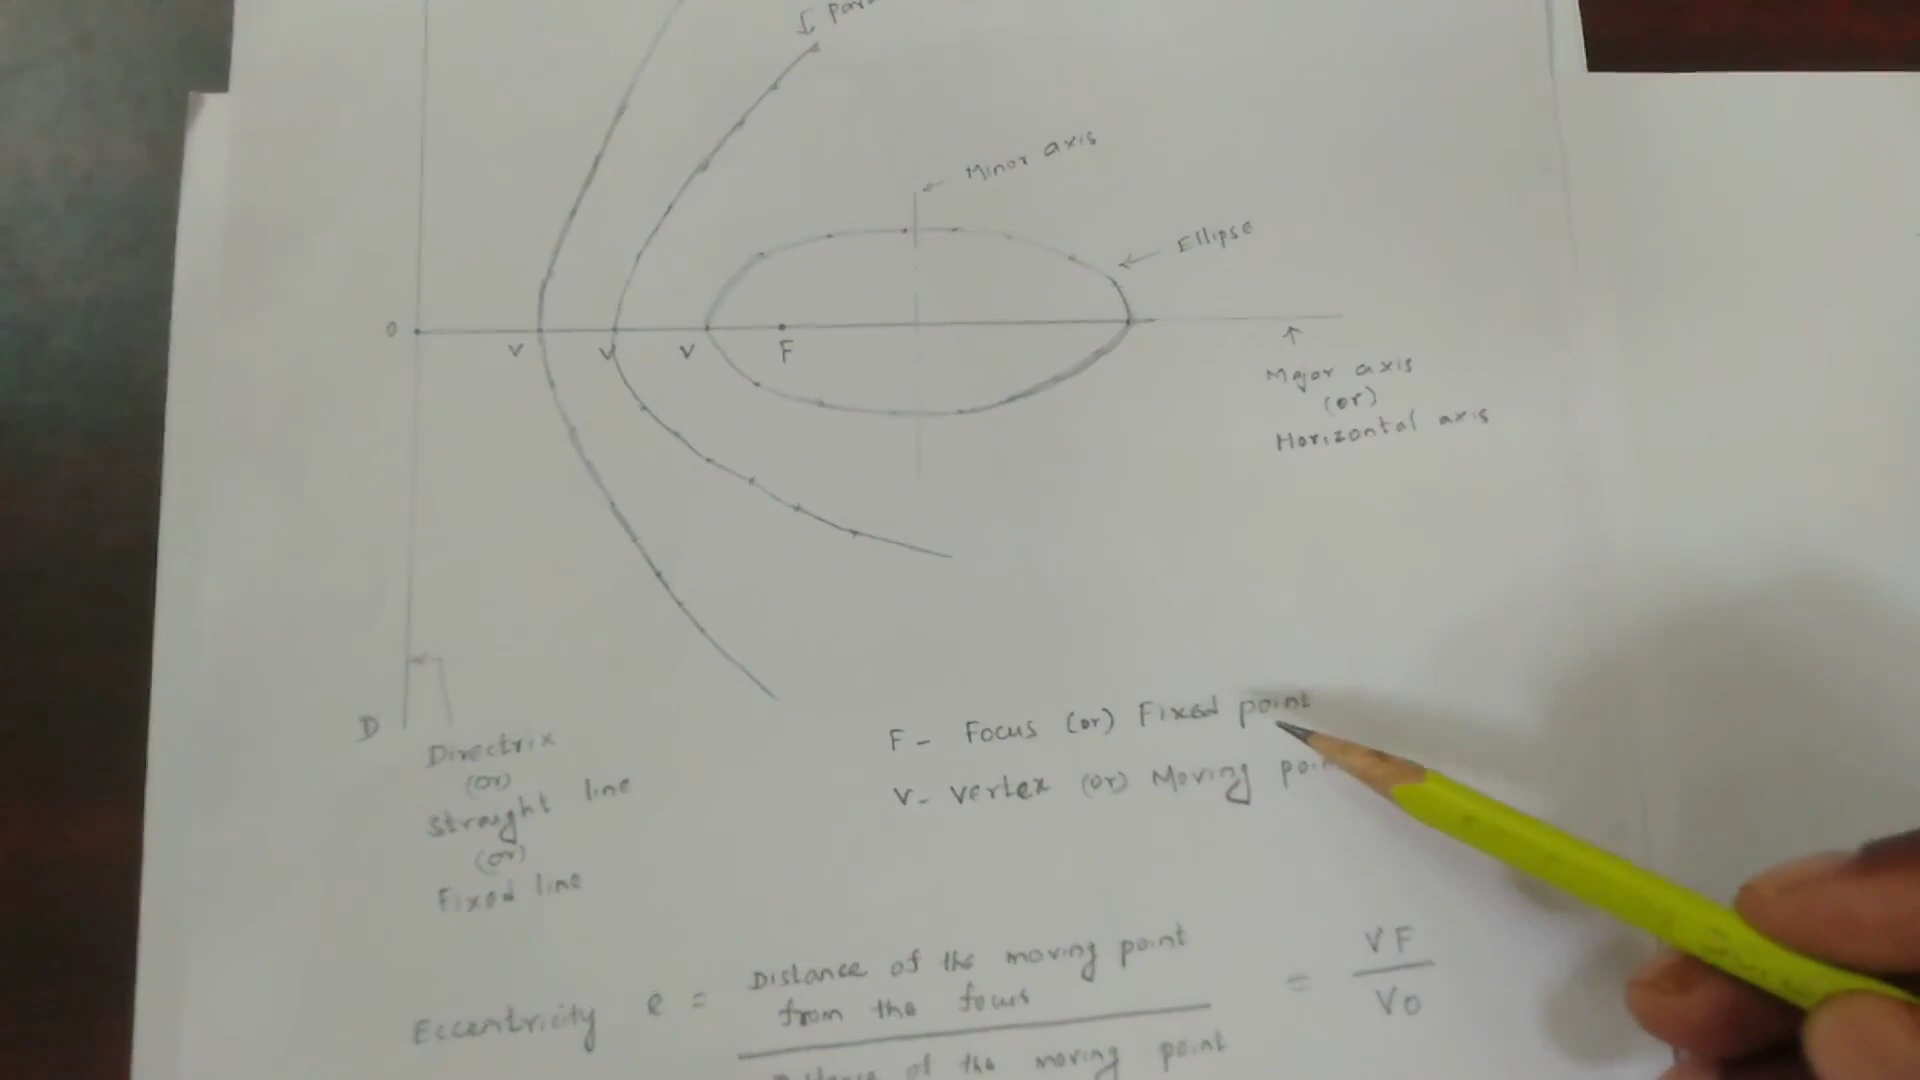 Minor axis
Ellipse
O
V V V F
Major axis
(or)
Horizontal axis
D
Directrix
(or)
Straight line
(or)
Fixed line
F- Focus (or) Fixed point
V- Vertex (or) Moving
Eccentricity e = Distance of the moving point
from the focus
of the moving point
= VF
VO